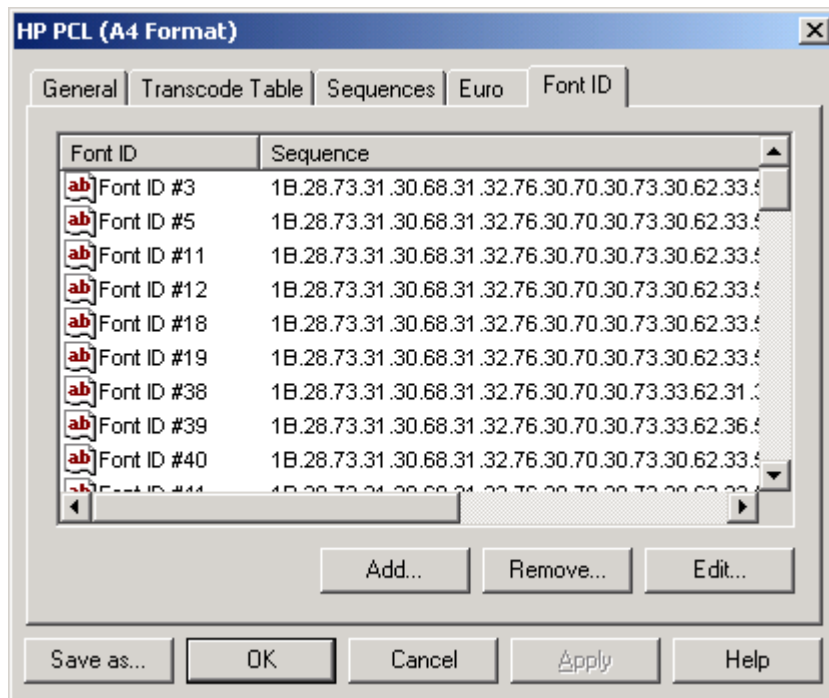 HP PCL (A4 Format)
General Transcode Table Sequences Euro Font ID
Font ID Sequence
ab Font ID #3 1B.28.73.31.30.68.31.32.76.30.70.30.73.30.62.33.
ab Font ID #5 1B.28.73.31.30.68.31.32.76.30.70.30.73.30.62.33.
ab Font ID #11 1B.28.73.31.30.68.31.32.76.30.70.30.73.30.62.33.
ab Font ID #12 1B.28.73.31.30.68.31.32.76.30.70.30.73.30.62.33.
ab Font ID #18 1B.28.73.31.30.68.31.32.76.30.70.30.73.30.62.33.
ab Font ID #19 1B.28.73.31.30.68.31.32.76.30.70.30.73.30.62.33.
ab Font ID #38 1B.28.73.31.30.68.31.32.76.30.70.30.73.33.62.31.
ab Font ID #39 1B.28.73.31.30.68.31.32.76.30.70.30.73.33.62.36.
ab Font ID #40 1B.28.73.31.30.68.31.32.76.30.70.30.73.30.62.33.
Add... Remove... Edit...
Save as... OK Cancel Apply Help